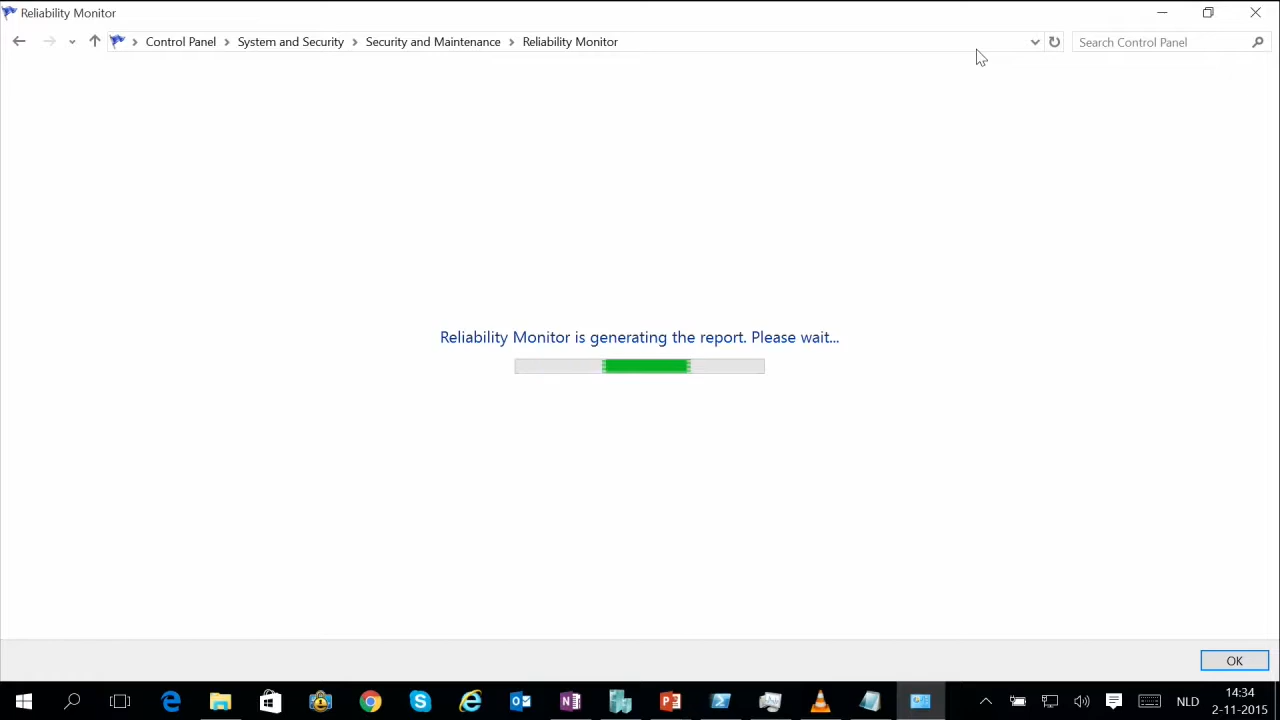 Reliability Monitor
Control Panel > System and Security > Security and Maintenance > Reliability Monitor
Search Control Panel
Reliability Monitor is generating the report. Please wait...
OK
NLD
14:34
2-11-2015